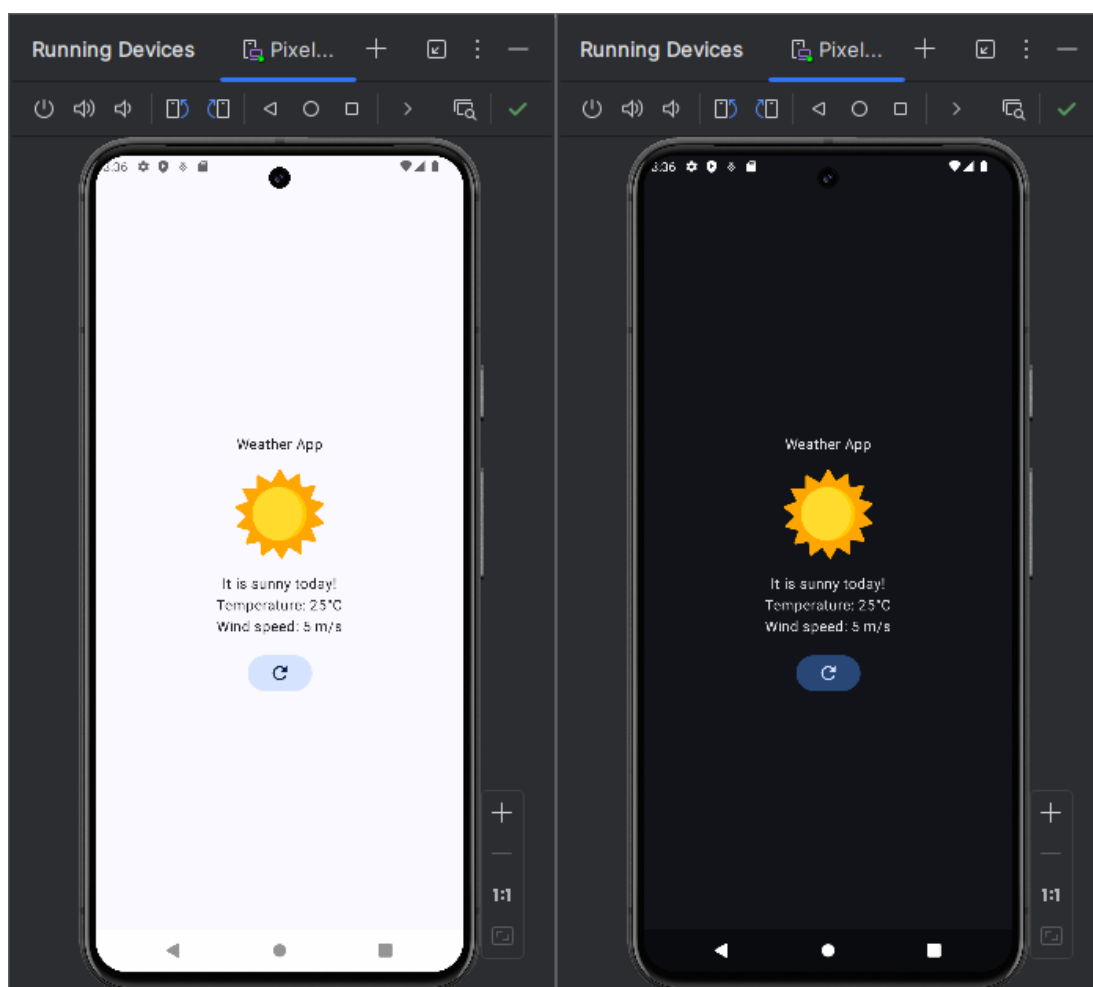 Running Devices Pixel...
1:1
3:36
Weather App
It is sunny today!
Temperature: 25°C
Wind speed: 5 m/s
Running Devices Pixel...
1:1
3:36
Weather App
It is sunny today!
Temperature: 25°C
Wind speed: 5 m/s